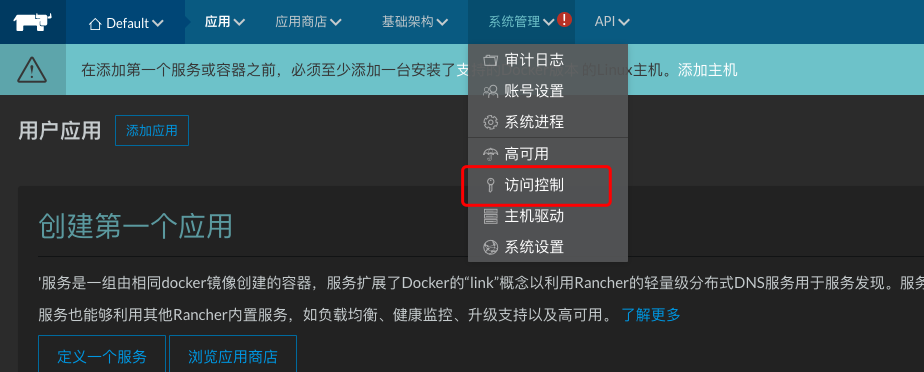 Default 应用 应用商店 基础架构 系统管理 ! API
在添加第一个服务或容器之前，必须至少添加一台安装了支持的Docker版本的Linux主机。添加主机
审计日志
账号设置
系统进程
高可用
访问控制
主机驱动
系统设置
用户应用 添加应用
创建第一个应用
'服务是一组由相同docker镜像创建的容器，服务扩展了Docker的“link”概念以利用Rancher的轻量级分布式DNS服务用于服务发现。服务
服务也能够利用其他Rancher内置服务，如负载均衡、健康监控、升级支持以及高可用。 了解更多
定义一个服务 浏览应用商店